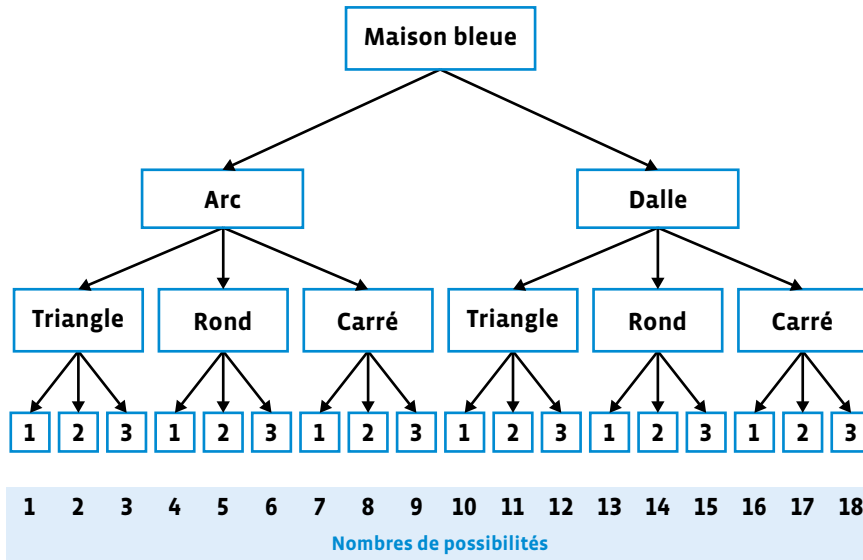 Maison bleue
Arc Dalle
Triangle Rond Carré Triangle Rond Carré
1 2 3 1 2 3 1 2 3 1 2 3 1 2 3 1 2 3
1 2 3 4 5 6 7 8 9 10 11 12 13 14 15 16 17 18
Nombres de possibilités